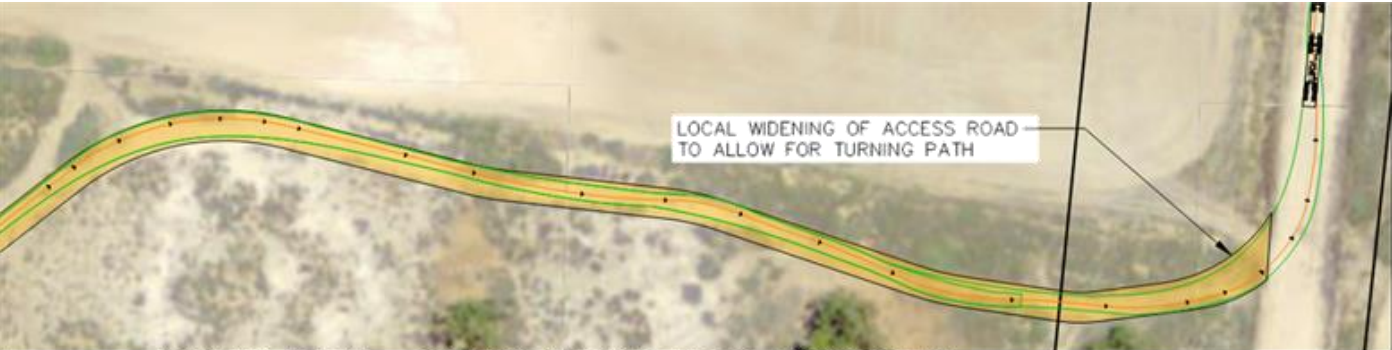 LOCAL WIDENING OF ACCESS ROAD
TO ALLOW FOR TURNING PATH